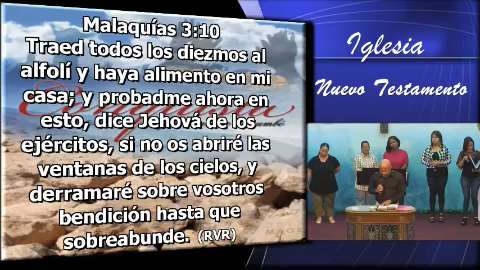 Malaquías 3:10
Traed todos los diezmos al
alfolí y haya alimento en mi
casa; y probadme ahora en
esto, dice Jehová de los
ejércitos, si no os abriré las
ventanas de los cielos, y
derramaré sobre vosotros
bendición hasta que
sobreabunde. (RVR)
Iglesia
Nuevo Testamento